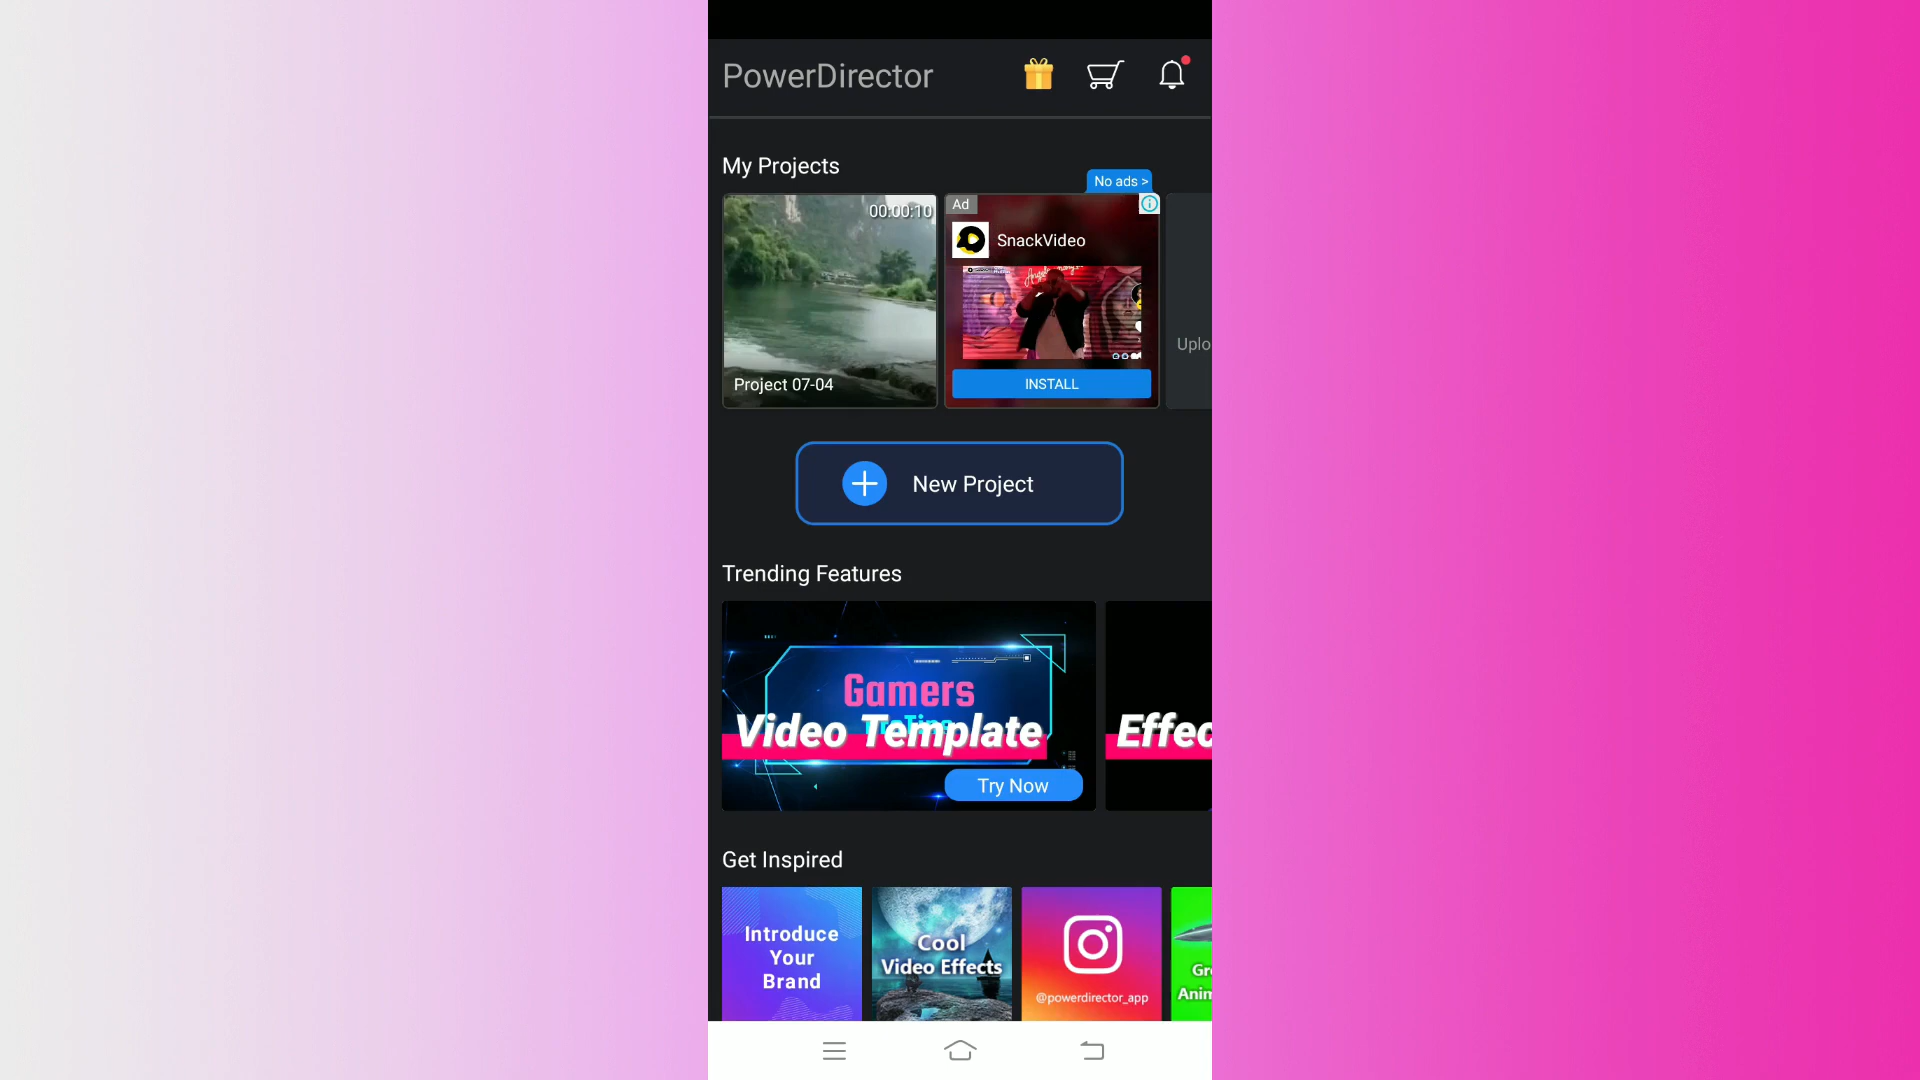 PowerDirector
My Projects
No ads >
00:00:10
Project 07-04
Ad
SnackVideo
INSTALL
Uplo
New Project
Trending Features
Gamers
Video Template
Try Now
Effec
Get Inspired
Introduce
Your
Brand
Cool
Video Effects
@powerdirector_app
Gr
Anim